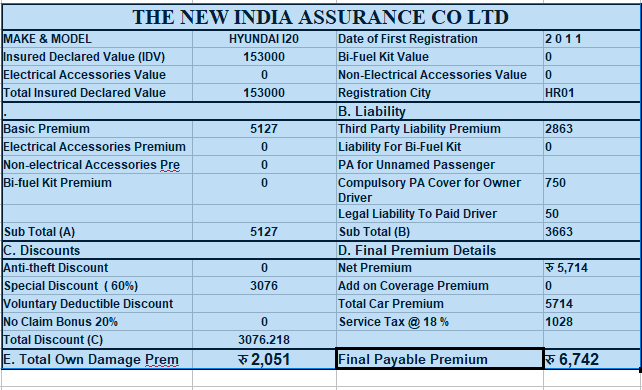 THE NEW INDIA ASSURANCE CO LTD
MAKE & MODEL HYUNDAI I20 Date of First Registration 2 0 1 1
Insured Declared Value (IDV) 153000 Bi-Fuel Kit Value 0
Electrical Accessories Value 0 Non-Electrical Accessories Value 0
Total Insured Declared Value 153000 Registration City HR01
. B. Liability
Basic Premium 5127 Third Party Liability Premium 2863
Electrical Accessories Premium 0 Liability For Bi-Fuel Kit 0
Non-electrical Accessories Pre 0 PA for Unnamed Passenger
Bi-fuel Kit Premium 0 Compulsory PA Cover for Owner 750
Driver
Legal Liability To Paid Driver 50
Sub Total (A) 5127 Sub Total (B) 3663
C. Discounts D. Final Premium Details
Anti-theft Discount 0 Net Premium रु 5,714
Special Discount ( 60%) 3076 Add on Coverage Premium 0
Voluntary Deductible Discount Total Car Premium 5714
No Claim Bonus 20% 0 Service Tax @ 18 % 1028
Total Discount (C) 3076.218
E. Total Own Damage Prem रु 2,051 Final Payable Premium रु 6,742